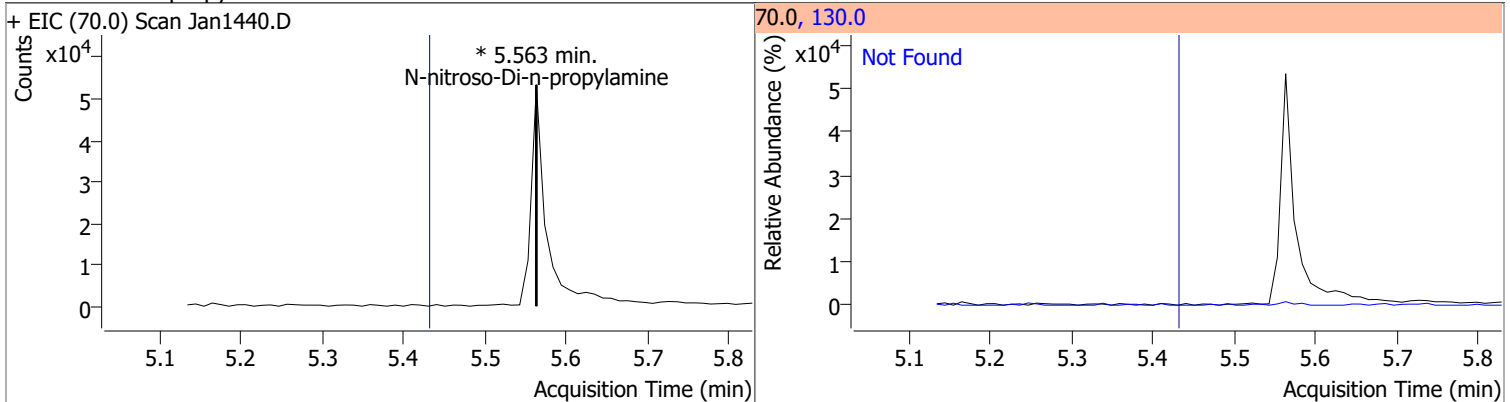 + EIC (70.0) Scan Jan1440.D
Counts
x10⁴
* 5.563 min.
N-nitroso-Di-n-propylamine
5
4
3
2
1
0
5.1 5.2 5.3 5.4 5.5 5.6 5.7 5.8
Acquisition Time (min)
70.0, 130.0
Relative Abundance (%)
x10⁴
Not Found
5
4
3
2
1
0
5.1 5.2 5.3 5.4 5.5 5.6 5.7 5.8
Acquisition Time (min)